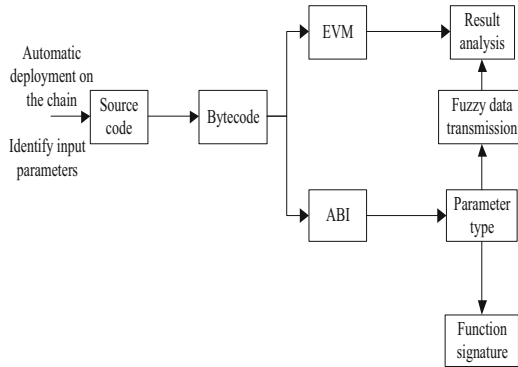 Automatic
deployment on
the chain
Identify input
parameters
Source
code
Bytecode
EVM
ABI
Result
analysis
Fuzzy data
transmission
Parameter
type
Function
signature